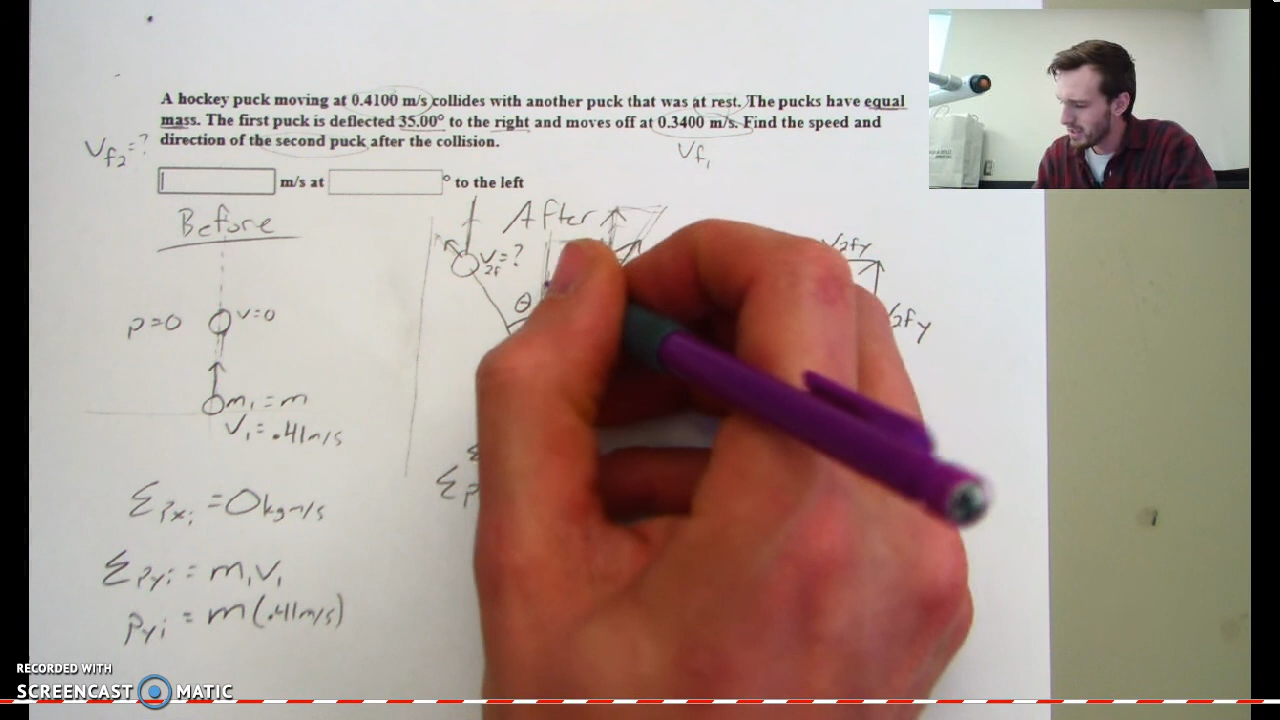 A hockey puck moving at 0.4100 m/s collides with another puck that was at rest. The pucks have equal
mass. The first puck is deflected 35.00° to the right and moves off at 0.3400 m/s. Find the speed and
direction of the second puck after the collision.
Vf2=?
Vf1
m/s at ° to the left
Before
After
V2f=?
θ
V2fy
V2fy
p=0
v=0
m1 = m
V1 = .41m/s
ΣPxi = 0kgm/s
ΣP
ΣPyi = m1V1
Pyi = m(.41m/s)
RECORDED WITH
SCREENCAST MATIC